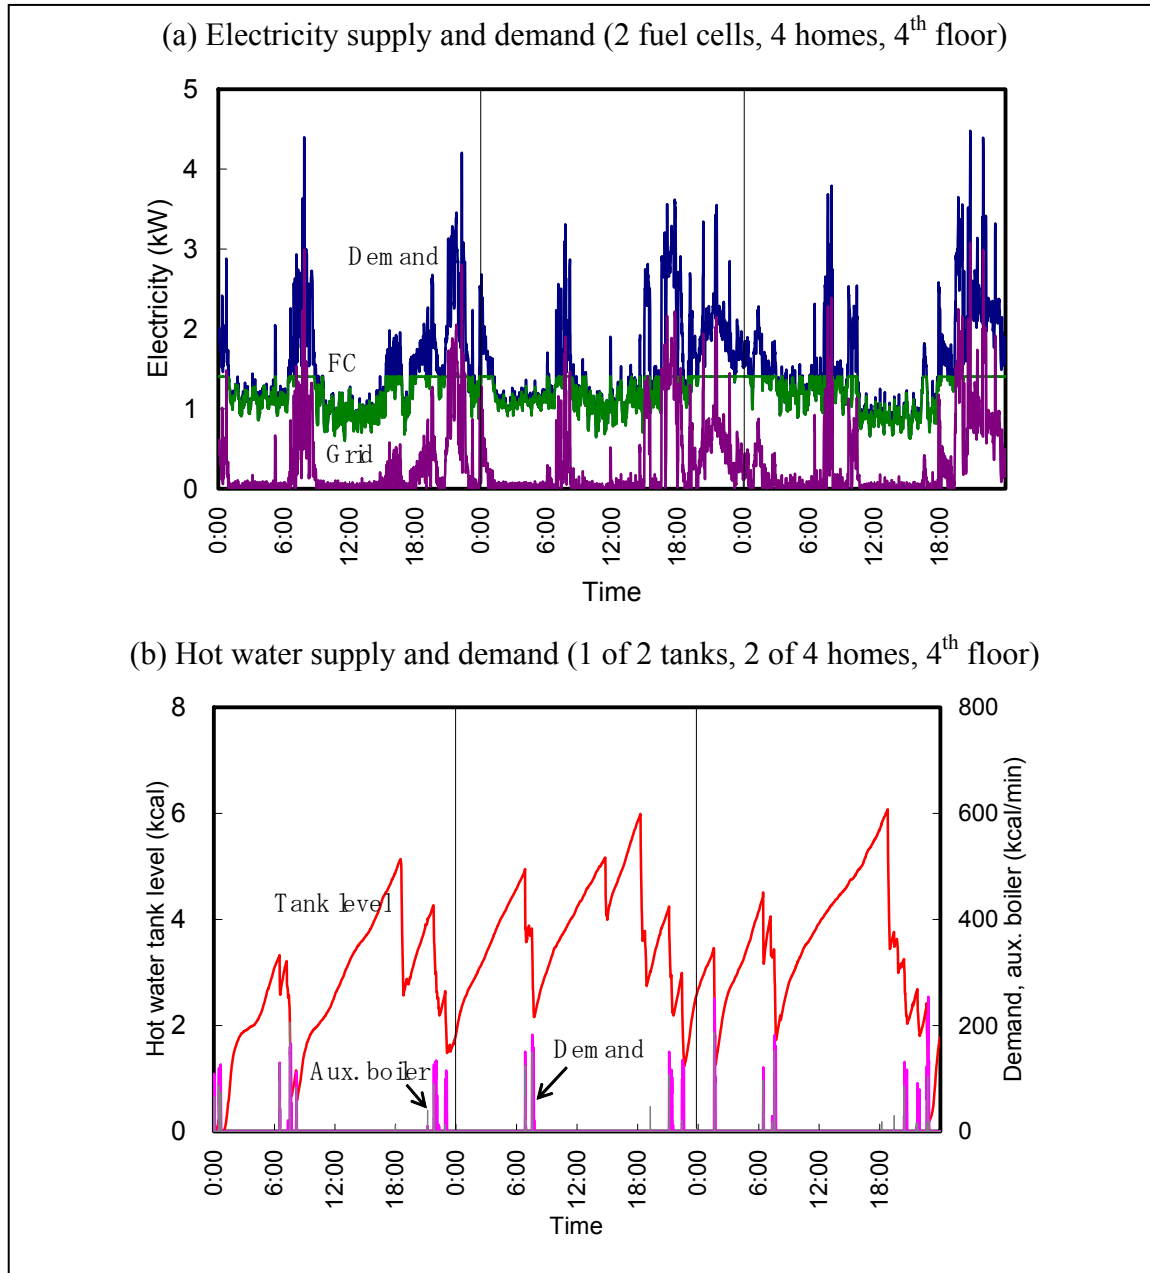 (a) Electricity supply and demand (2 fuel cells, 4 homes, 4th floor)
5
4
3
2
1
0
Electricity (kW)
Demand
FC
Grid
0:00 6:00 12:00 18:00 0:00 6:00 12:00 18:00 0:00 6:00 12:00 18:00
Time
(b) Hot water supply and demand (1 of 2 tanks, 2 of 4 homes, 4th floor)
8
6
4
2
0
Hot water tank level (kcal)
800
600
400
200
0
Demand, aux. boiler (kcal/min)
Tank level
Aux. boiler
Demand
0:00 6:00 12:00 18:00 0:00 6:00 12:00 18:00 0:00 6:00 12:00 18:00
Time